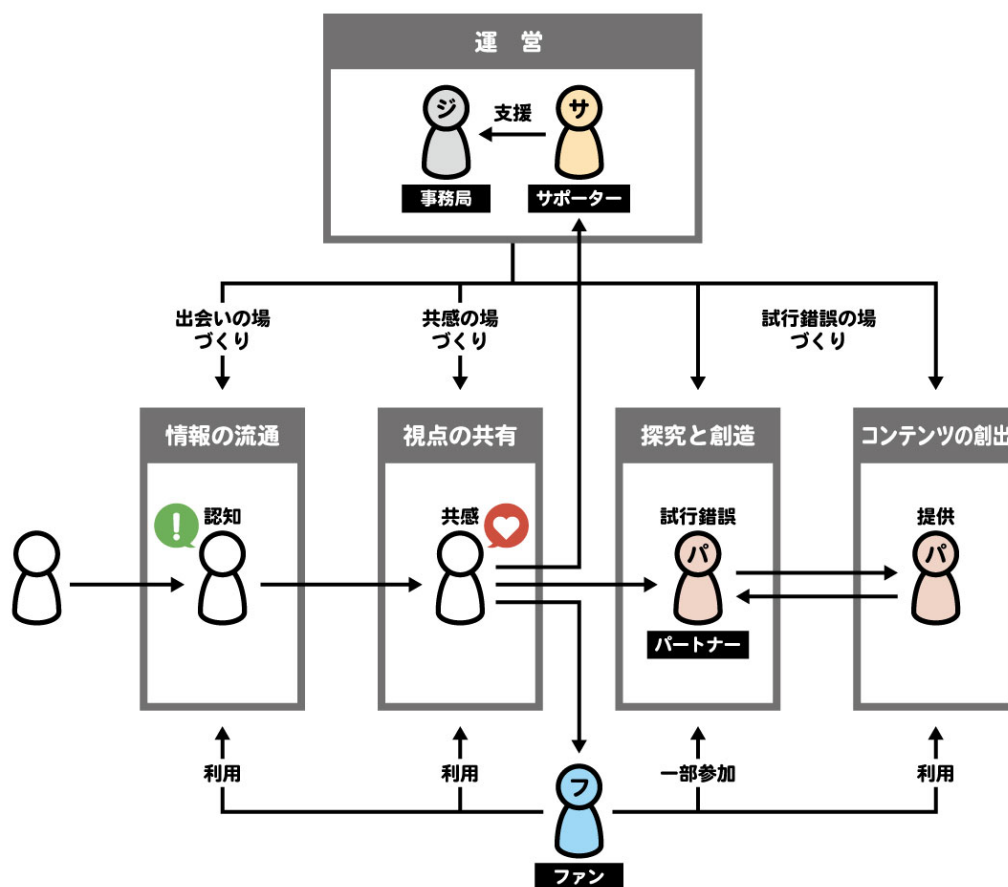 運 営
ジ
支援
サ
事務局
サポーター
出会いの場
づくり
共感の場
づくり
試行錯誤の場
づくり
情報の流通
視点の共有
探究と創造
コンテンツの創出
!
認知
共感
試行錯誤
提供
パ
パ
パートナー
利用
利用
一部参加
利用
フ
ファン